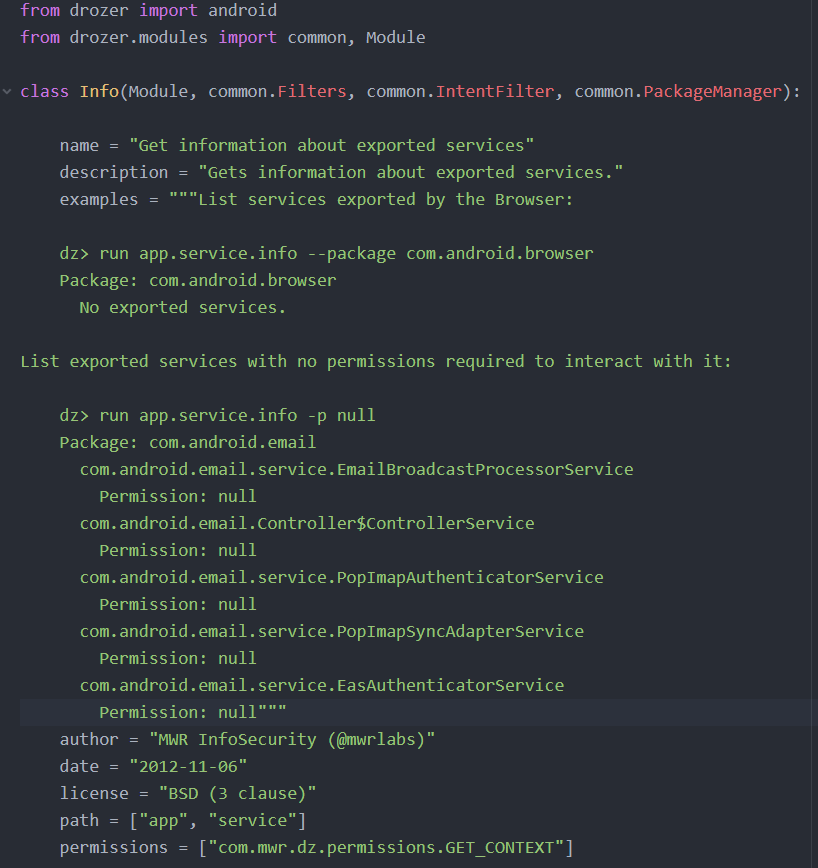 from drozer import android
from drozer.modules import common, Module
class Info(Module, common.Filters, common.IntentFilter, common.PackageManager):
name = "Get information about exported services"
description = "Gets information about exported services."
examples = """List services exported by the Browser:
dz> run app.service.info --package com.android.browser
Package: com.android.browser
No exported services.
List exported services with no permissions required to interact with it:
dz> run app.service.info -p null
Package: com.android.email
com.android.email.service.EmailBroadcastProcessorService
Permission: null
com.android.email.Controller$ControllerService
Permission: null
com.android.email.service.PopImapAuthenticatorService
Permission: null
com.android.email.service.PopImapSyncAdapterService
Permission: null
com.android.email.service.EasAuthenticatorService
Permission: null"""
author = "MWR InfoSecurity (@mwrlabs)"
date = "2012-11-06"
license = "BSD (3 clause)"
path = ["app", "service"]
permissions = ["com.mwr.dz.permissions.GET_CONTEXT"]